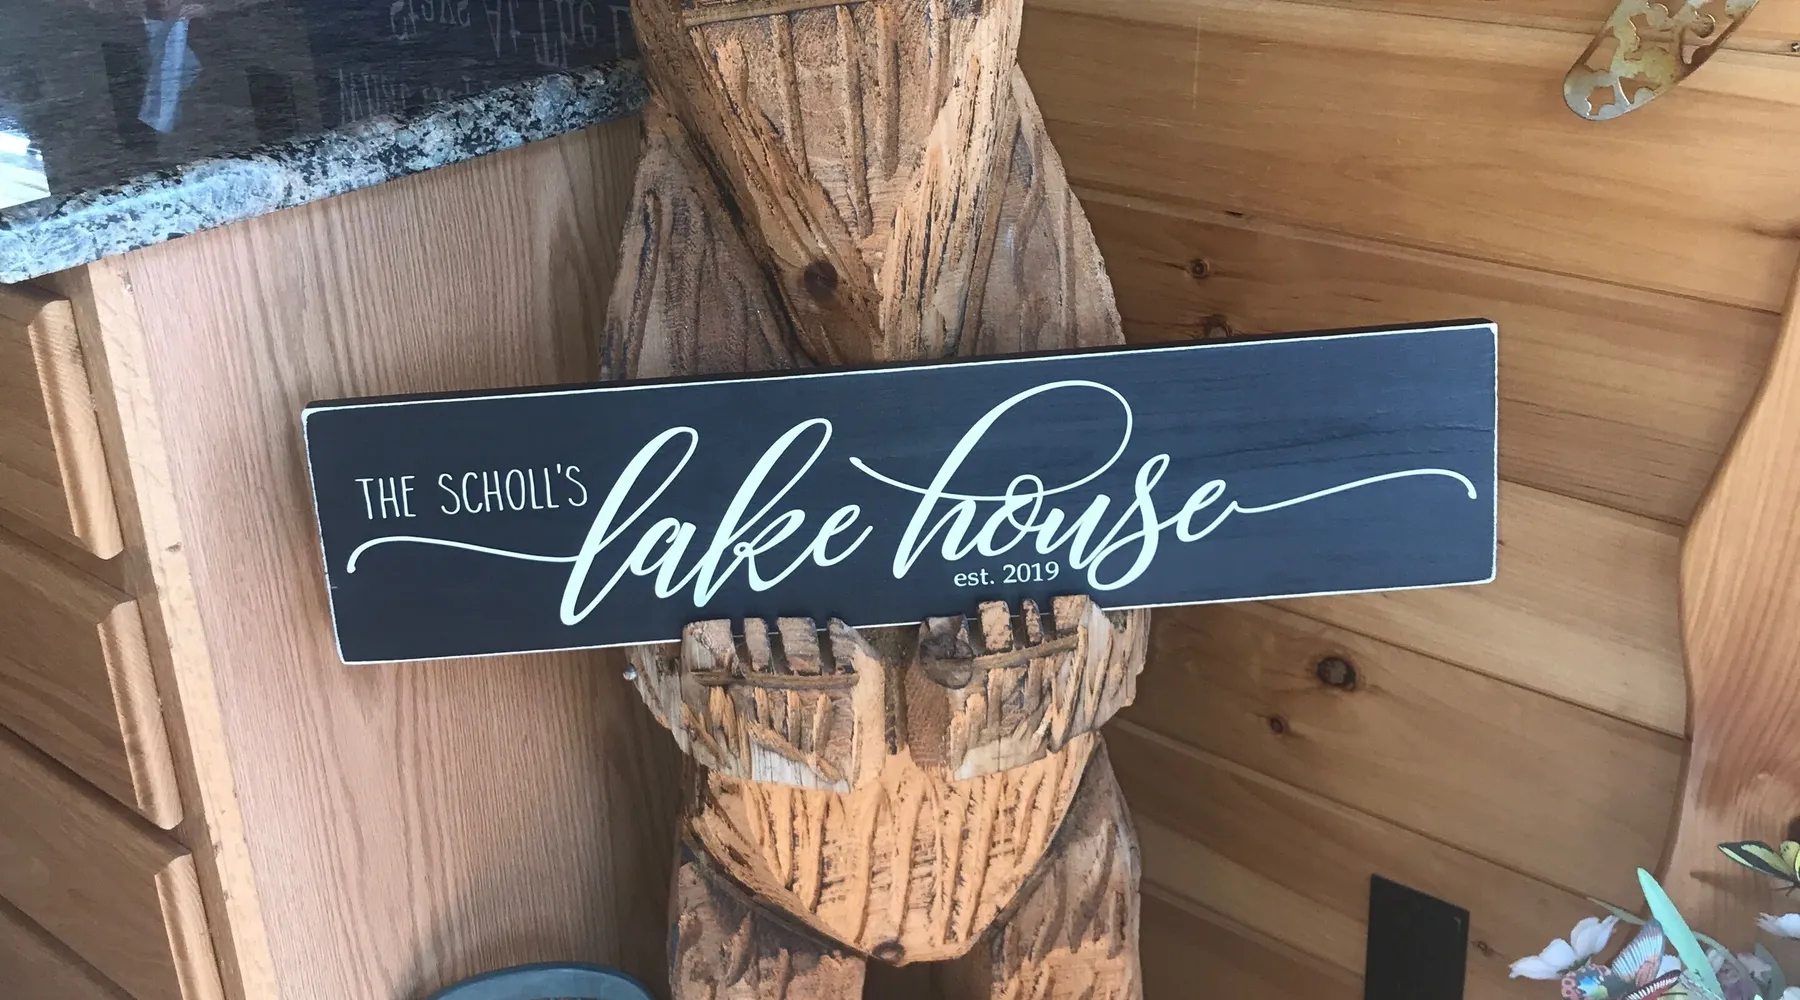 THE SCHOLL'S
lake house
est. 2019